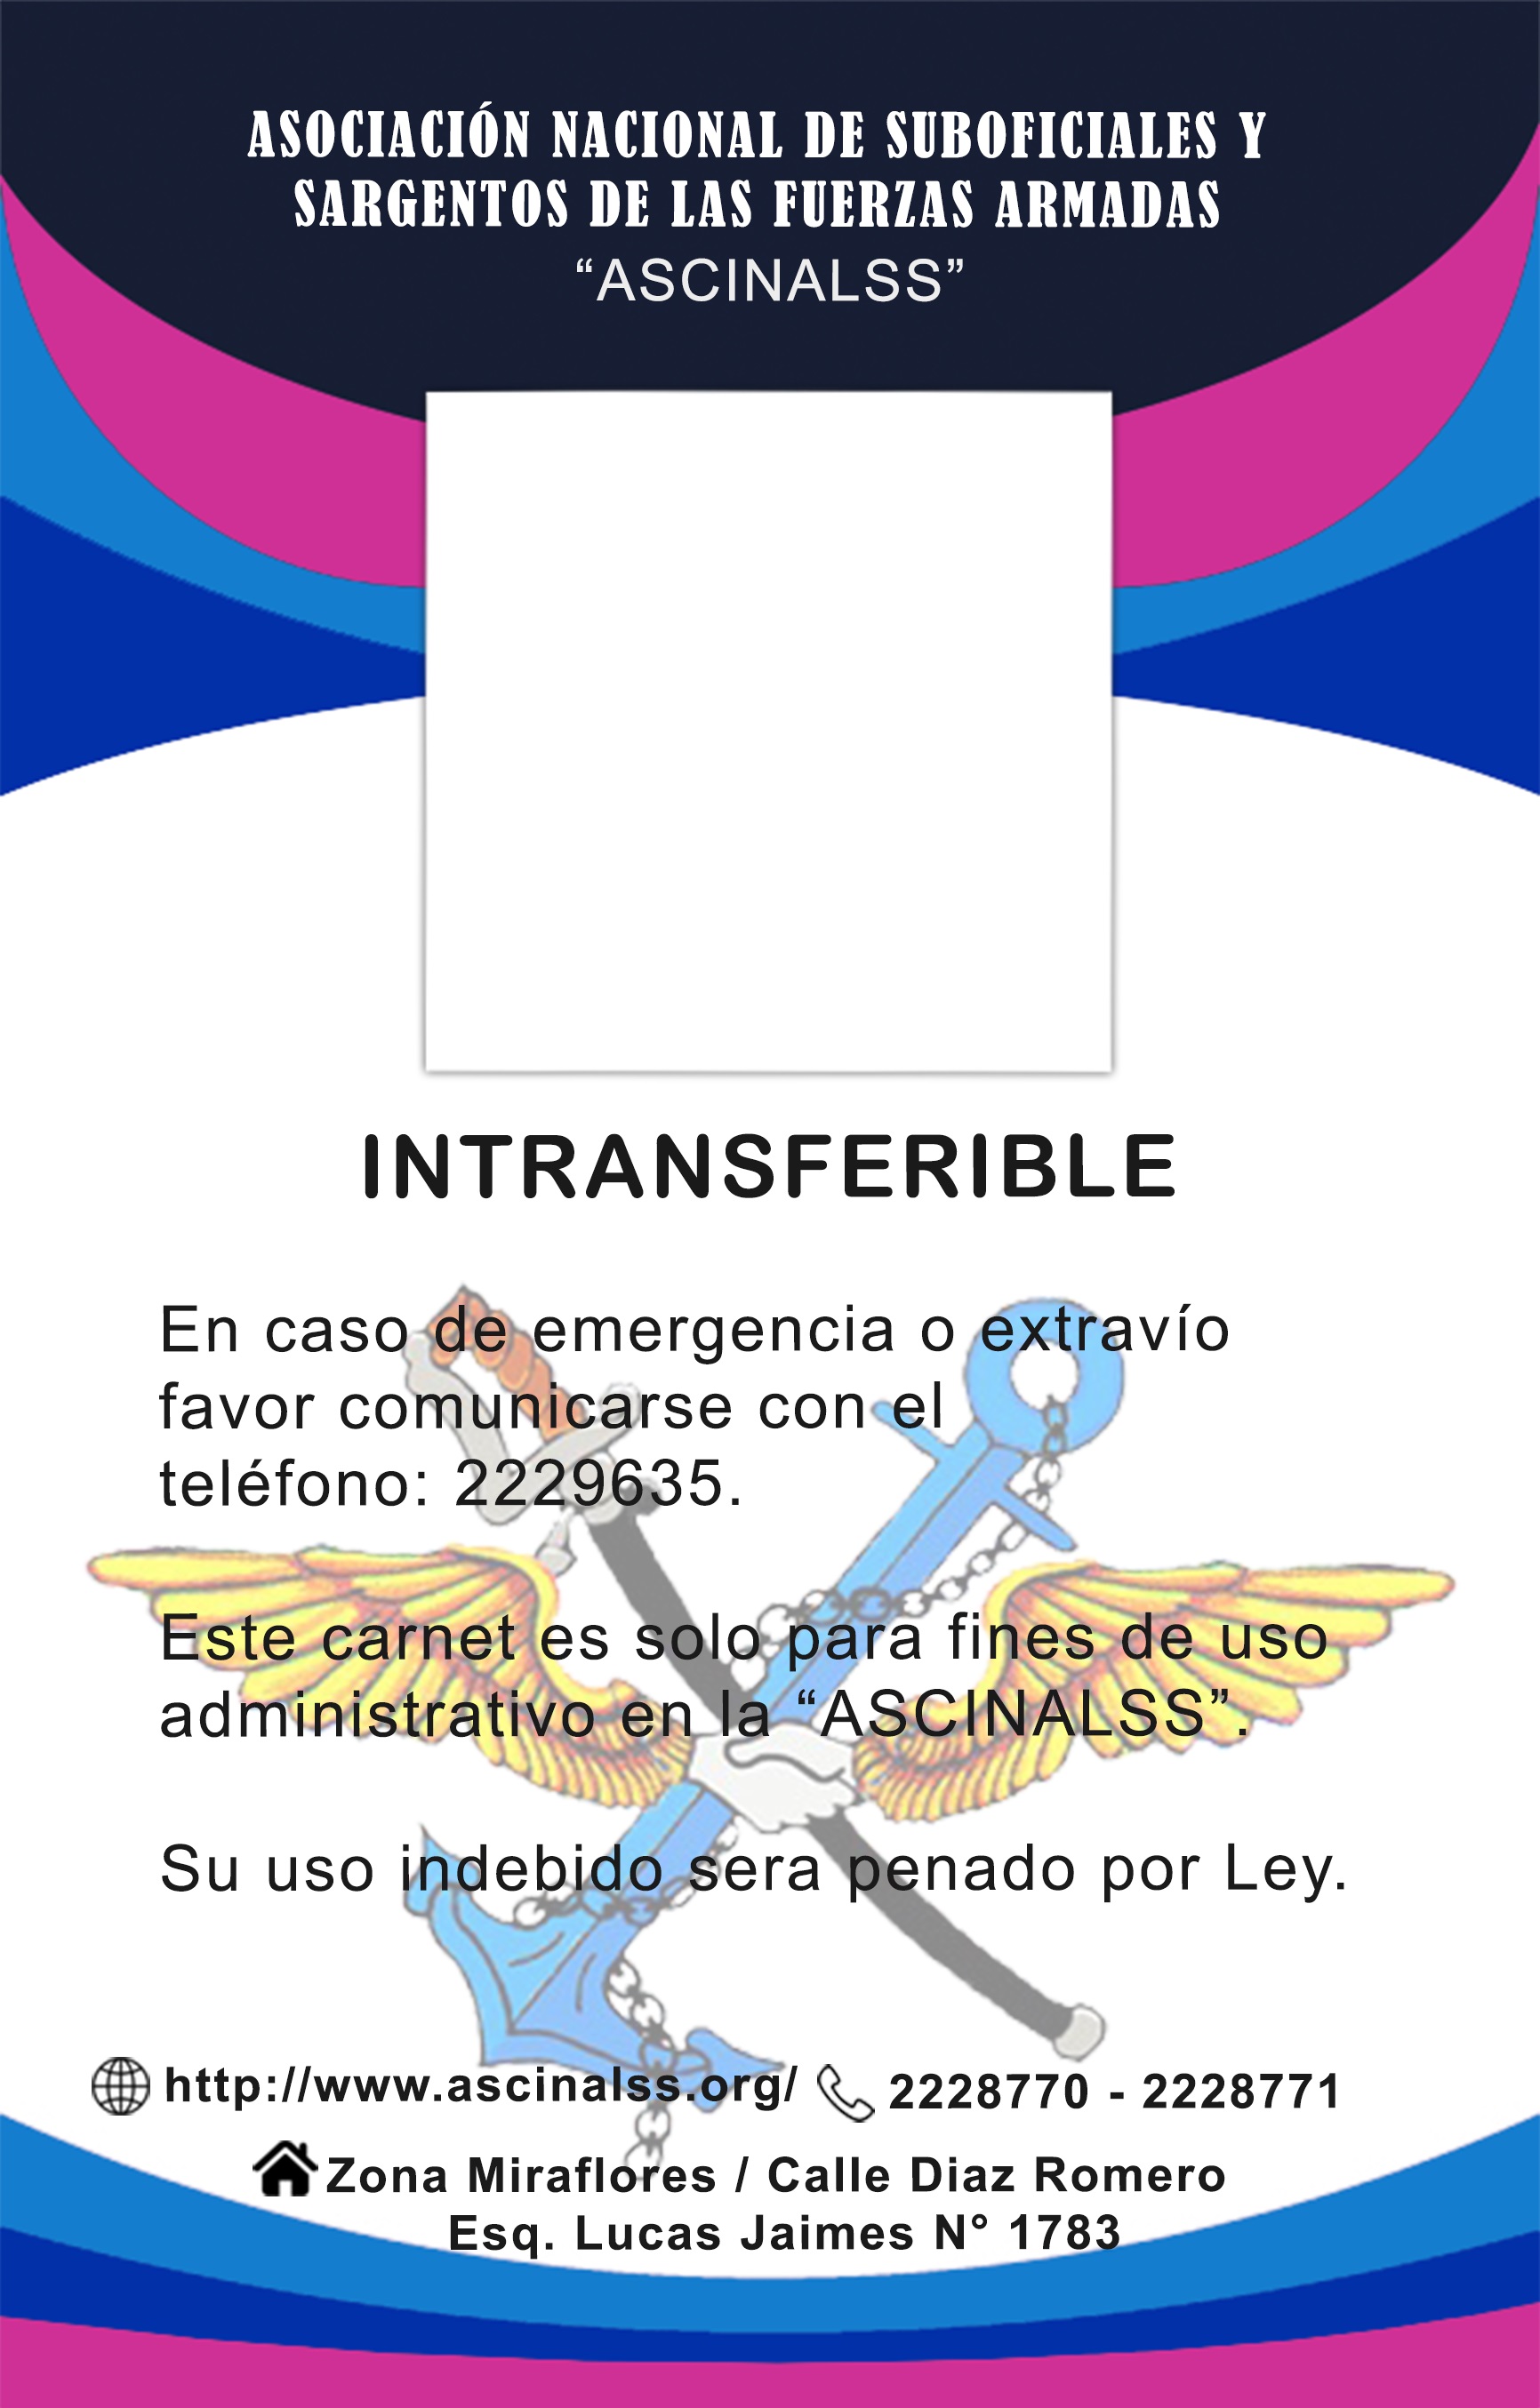 ASOCIACIÓN NACIONAL DE SUBOFICIALES Y
SARGENTOS DE LAS FUERZAS ARMADAS
“ASCINALSS”
INTRANSFERIBLE
En caso de emergencia o extravío
favor comunicarse con el
teléfono: 2229635.
Este carnet es solo para fines de uso
administrativo en la “ASCINALSS”.
Su uso indebido sera penado por Ley.
http://www.ascinalss.org/ 2228770 - 2228771
Zona Miraflores / Calle Diaz Romero
Esq. Lucas Jaimes N° 1783